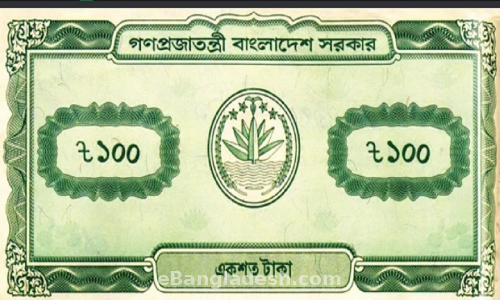 গণপ্রজাতন্ত্রী বাংলাদেশ সরকার
৳ ১০০
৳ ১০০
একশত টাকা
eBangladesh.com